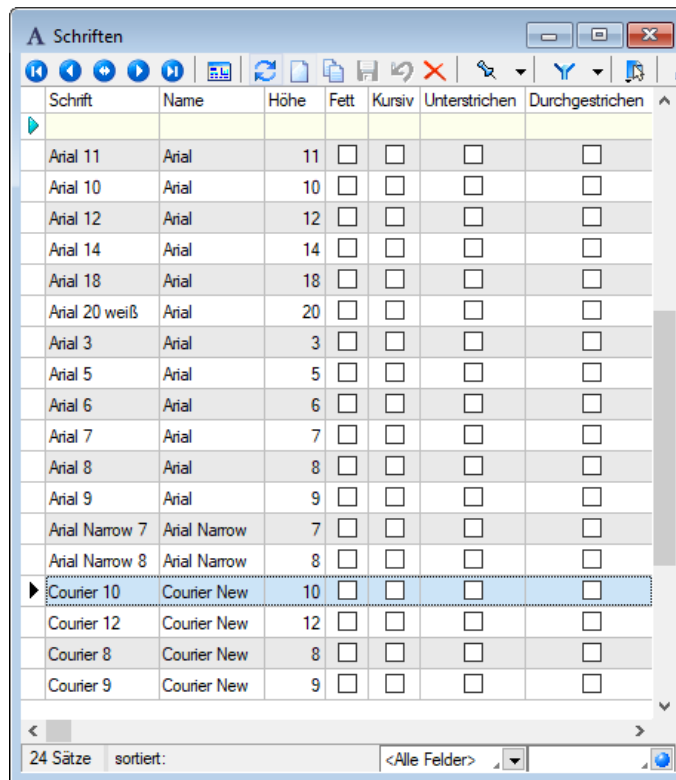 A Schriften
Schrift Name Höhe Fett Kursiv Unterstrichen Durchgestrichen
Arial 11 Arial 11
Arial 10 Arial 10
Arial 12 Arial 12
Arial 14 Arial 14
Arial 18 Arial 18
Arial 20 weiß Arial 20
Arial 3 Arial 3
Arial 5 Arial 5
Arial 6 Arial 6
Arial 7 Arial 7
Arial 8 Arial 8
Arial 9 Arial 9
Arial Narrow 7 Arial Narrow 7
Arial Narrow 8 Arial Narrow 8
Courier 10 Courier New 10
Courier 12 Courier New 12
Courier 8 Courier New 8
Courier 9 Courier New 9
24 Sätze sortiert: <Alle Felder>